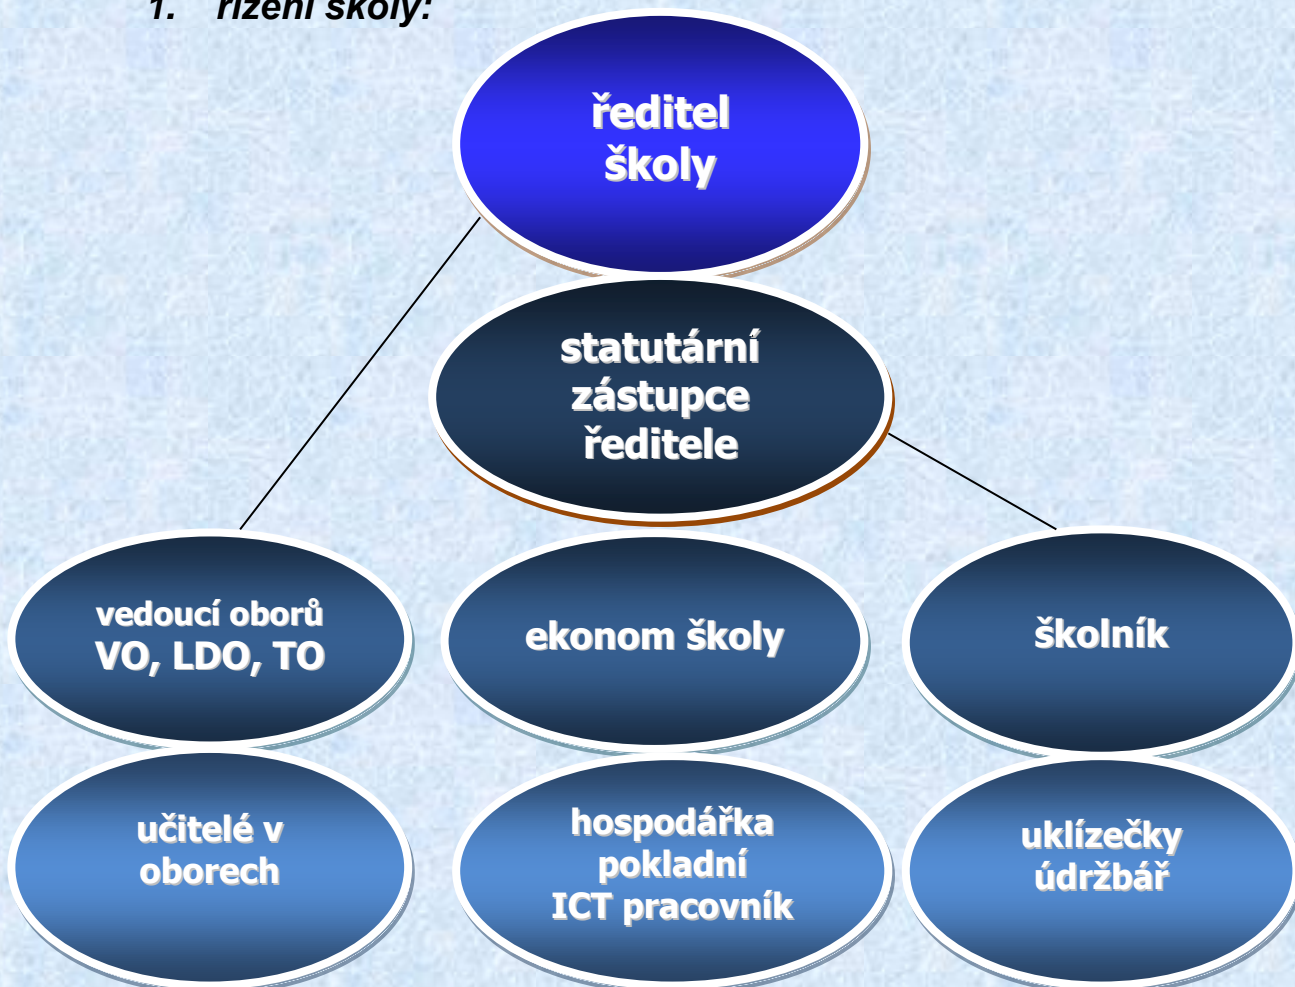 1. řízení školy:
ředitel
školy
statutární
zástupce
ředitele
vedoucí oborů
VO, LDO, TO
ekonom školy
školník
učitelé v
oborech
hospodářka
pokladní
ICT pracovník
uklízečky
údržbář